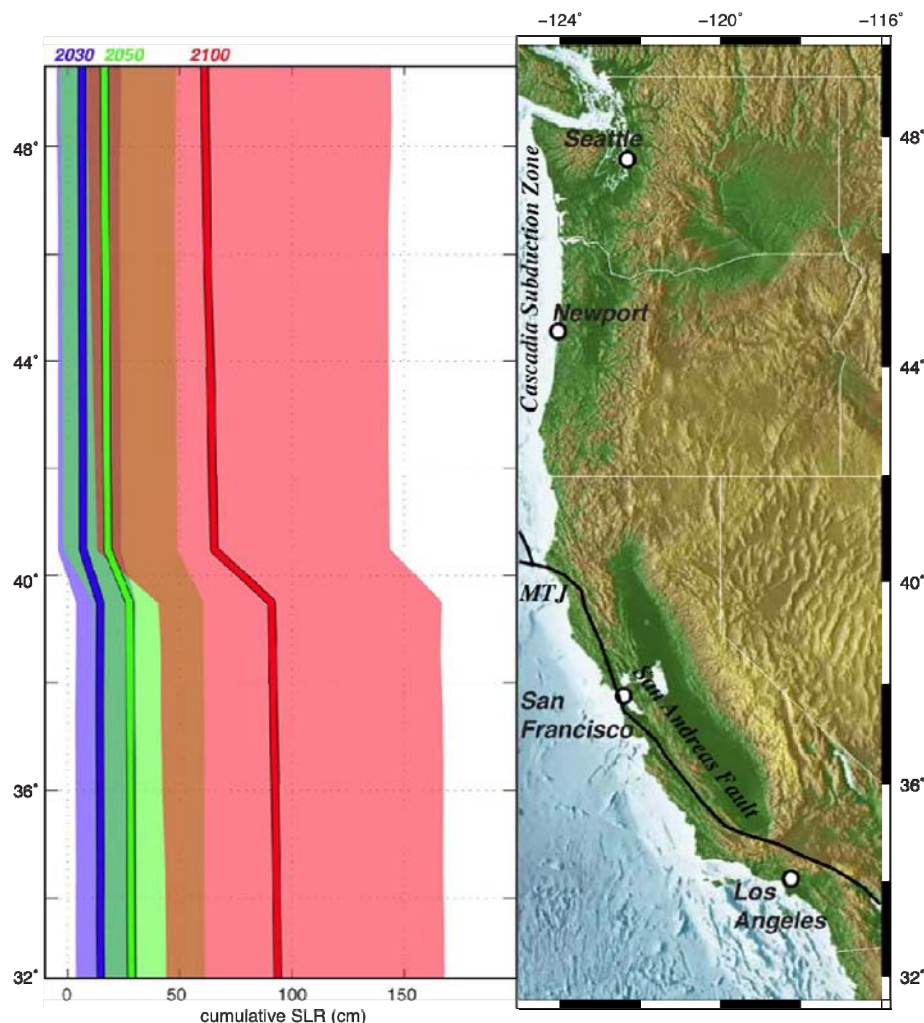 −124˚ −120˚ −116˚
2030 2050 2100
48˚ 48˚
Seattle
Cascadia Subduction Zone
Newport
44˚ 44˚
40˚ 40˚
MTJ
San
Francisco
San Andreas Fault
36˚ 36˚
Los
Angeles
32˚ 32˚
0 50 100 150
cumulative SLR (cm)